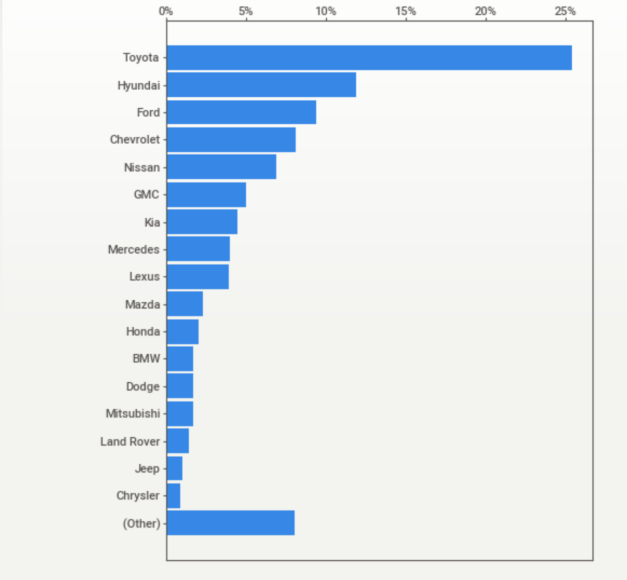 0% 5% 10% 15% 20% 25%
Toyota
Hyundai
Ford
Chevrolet
Nissan
GMC
Kia
Mercedes
Lexus
Mazda
Honda
BMW
Dodge
Mitsubishi
Land Rover
Jeep
Chrysler
(Other)